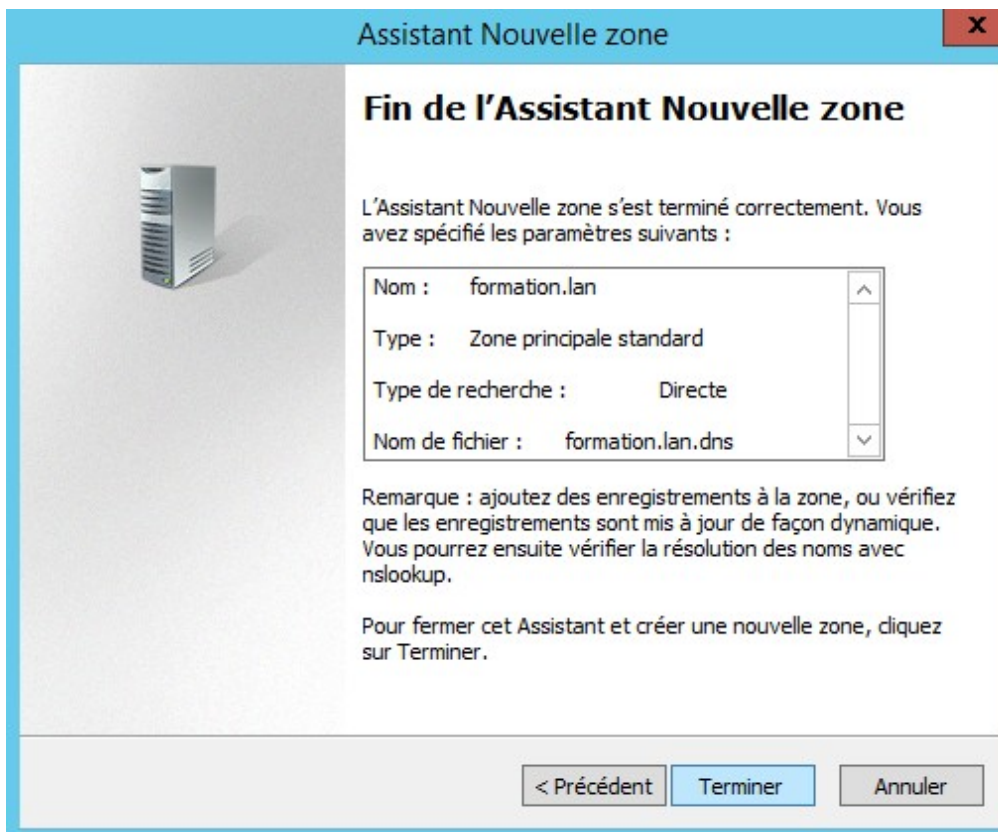 Assistant Nouvelle zone
x
Fin de l'Assistant Nouvelle zone
L'Assistant Nouvelle zone s'est terminé correctement. Vous
avez spécifié les paramètres suivants :
Nom : formation.lan
Type : Zone principale standard
Type de recherche : Directe
Nom de fichier : formation.lan.dns
Remarque : ajoutez des enregistrements à la zone, ou vérifiez
que les enregistrements sont mis à jour de façon dynamique.
Vous pourrez ensuite vérifier la résolution des noms avec
nslookup.
Pour fermer cet Assistant et créer une nouvelle zone, cliquez
sur Terminer.
< Précédent Terminer Annuler